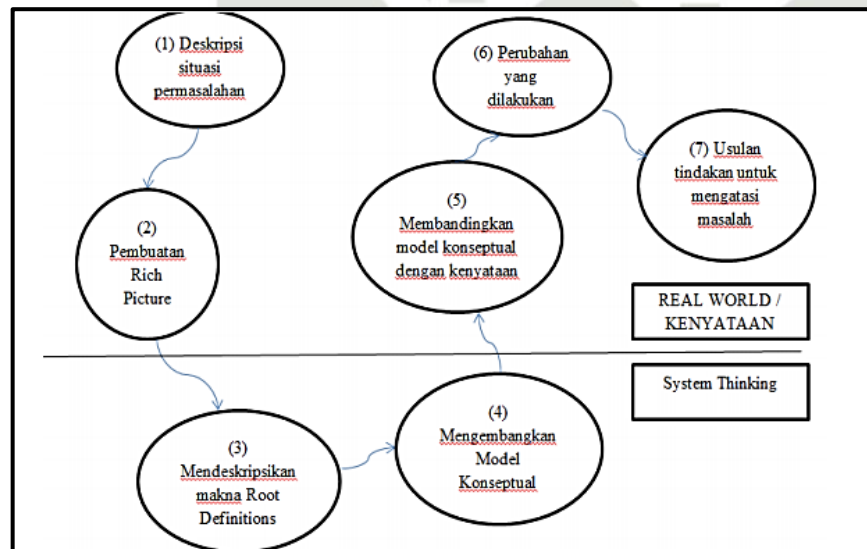 (1) Deskripsi
situasi
permasalahan
(2)
Pembuatan
Rich
Picture
(3)
Mendeskripsikan
makna Root
Definitions
(4)
Mengembangkan
Model
Konseptual
(5)
Membandingkan
model konseptual
dengan kenyataan
(6) Perubahan
yang
dilakukan
(7) Usulan
tindakan untuk
mengatasi
masalah
REAL WORLD /
KENYATAAN
System Thinking